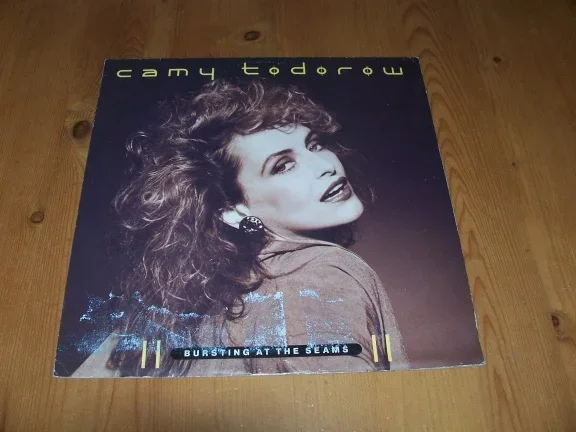 camy todorow
BURSTING AT THE SEAMS